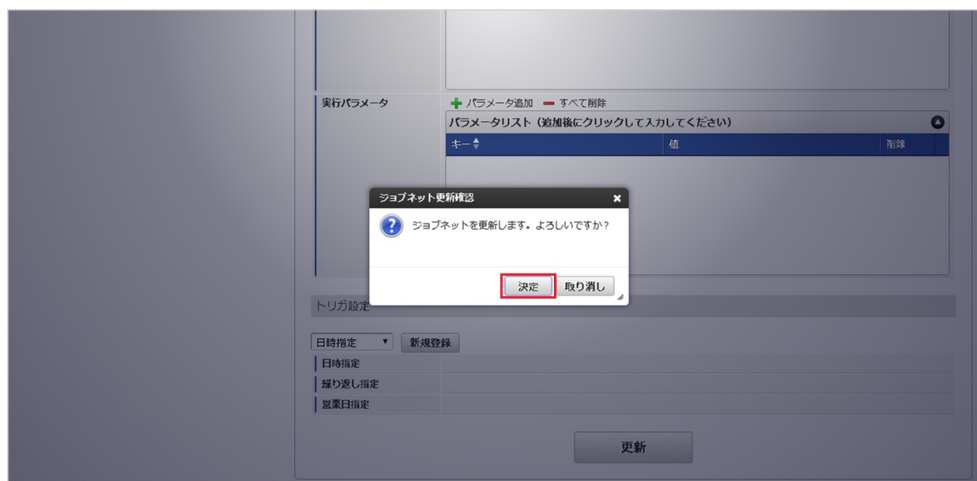 実行パラメータ
パラメータ追加 すべて削除
パラメータリスト（追加後にクリックして入力してください）
キー 値 削除
ジョブネット更新確認
ジョブネットを更新します。よろしいですか？
決定 取り消し
トリガ設定
日時指定 新規登録
日時指定
繰り返し指定
営業日指定
更新